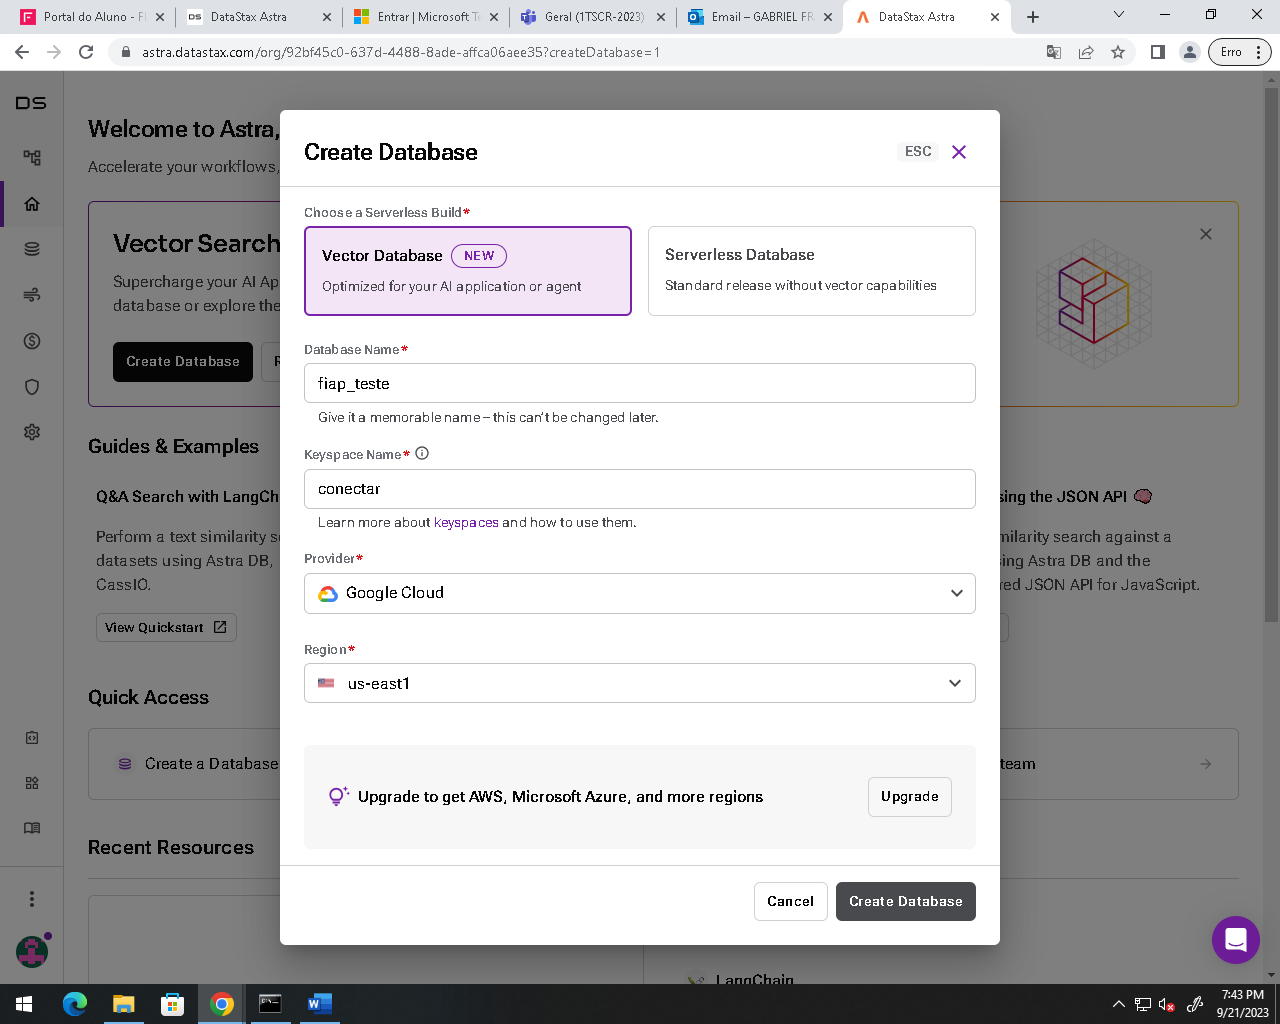 Portal do Aluno - F
DataStax Astra
Entrar | Microsoft Te
Geral (1TSCR-2023)
Email – GABRIEL FR
DataStax Astra
astra.datastax.com/org/92bf45c0-637d-4488-8ade-affca06aee35?createDatabase=1
Erro
DS
Welcome to Astra,
Accelerate your workflows,
Vector Search
Supercharge your AI Ap
database or explore the
Create Database
R
Guides & Examples
Q&A Search with LangCh
Perform a text similarity se
datasets using Astra DB,
CassIO.
View Quickstart
Quick Access
Create a Database
Recent Resources
Create Database
ESC
Choose a Serverless Build*
Vector Database NEW
Optimized for your AI application or agent
Serverless Database
Standard release without vector capabilities
Database Name*
fiap_teste
Give it a memorable name – this can't be changed later.
Keyspace Name*
conectar
Learn more about keyspaces and how to use them.
Provider*
Google Cloud
Region*
us-east1
Upgrade to get AWS, Microsoft Azure, and more regions
Upgrade
Cancel
Create Database
sing the JSON API 🧠
milarity search against a
ing Astra DB and the
red JSON API for JavaScript.
team
LangChain
7:43 PM
9/21/2023